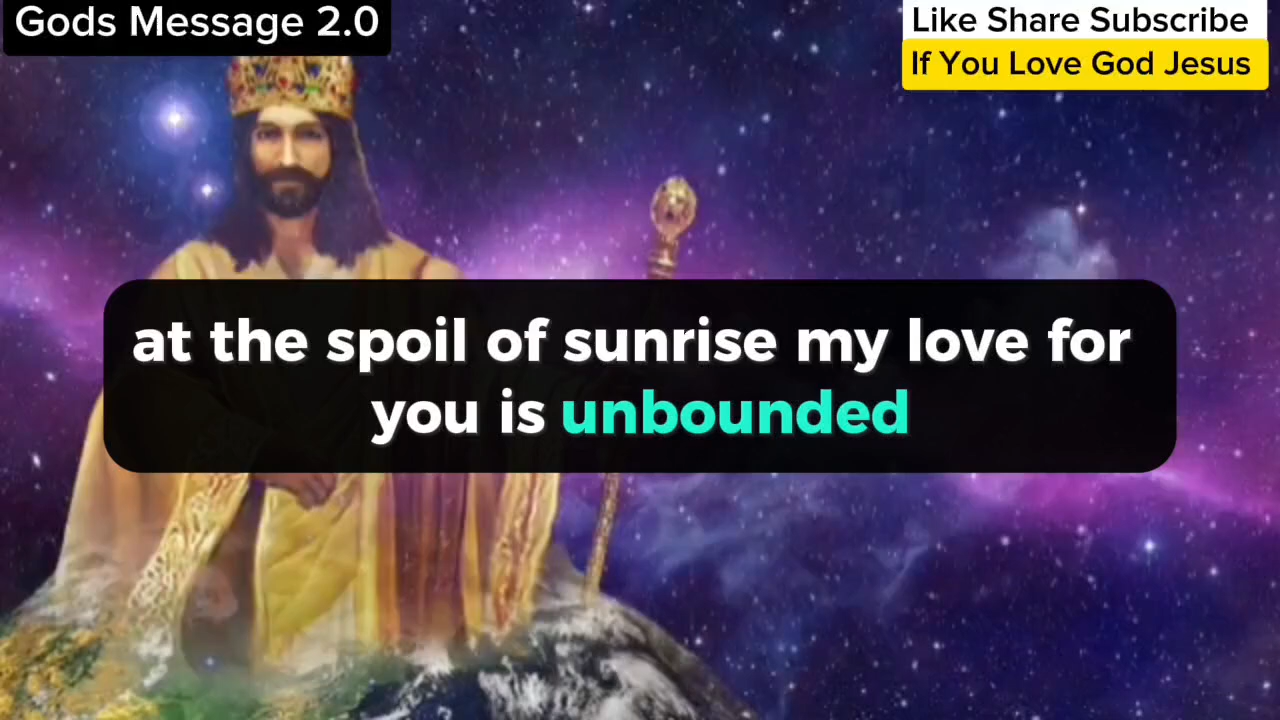 Gods Message 2.0
Like Share Subscribe
If You Love God Jesus
at the spoil of sunrise my love for
you is unbounded